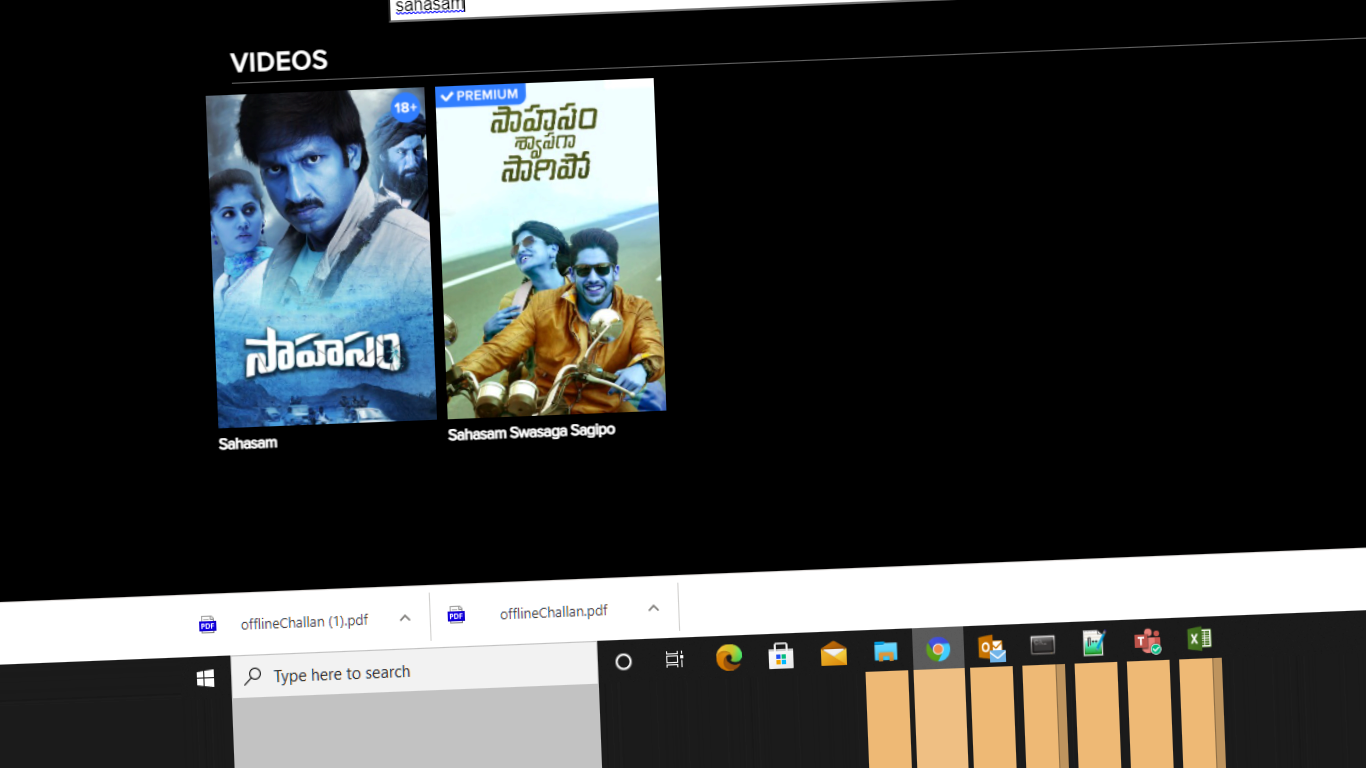 sahasam
VIDEOS
18+
PREMIUM
సాహసం
శ్వాసగా
సాగిపో
సాహసం
Sahasam
Sahasam Swasaga Sagipo
PDF
offlineChallan (1).pdf
PDF
offlineChallan.pdf
Type here to search